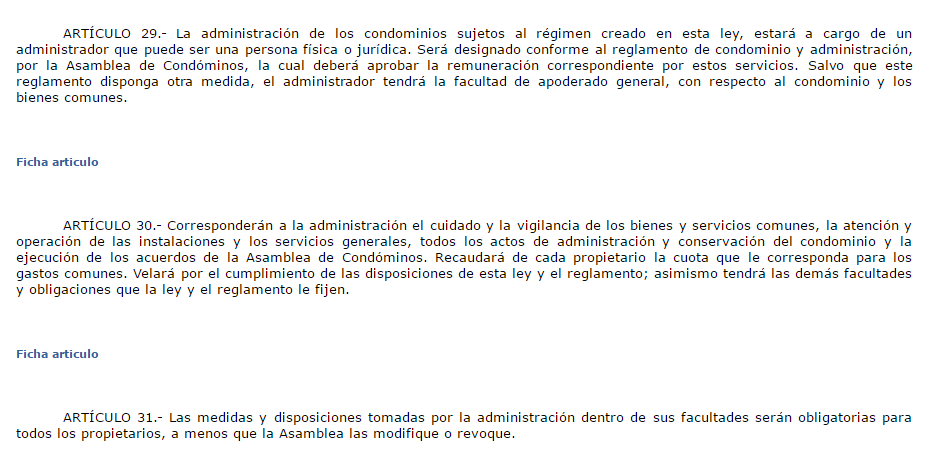 ARTÍCULO 29.- La administración de los condominios sujetos al régimen creado en esta ley, estará a cargo de un
administrador que puede ser una persona física o jurídica. Será designado conforme al reglamento de condominio y administración,
por la Asamblea de Condóminos, la cual deberá aprobar la remuneración correspondiente por estos servicios. Salvo que este
reglamento disponga otra medida, el administrador tendrá la facultad de apoderado general, con respecto al condominio y los
bienes comunes.
Ficha articulo
ARTÍCULO 30.- Corresponderán a la administración el cuidado y la vigilancia de los bienes y servicios comunes, la atención y
operación de las instalaciones y los servicios generales, todos los actos de administración y conservación del condominio y la
ejecución de los acuerdos de la Asamblea de Condóminos. Recaudará de cada propietario la cuota que le corresponda para los
gastos comunes. Velará por el cumplimiento de las disposiciones de esta ley y el reglamento; asimismo tendrá las demás facultades
y obligaciones que la ley y el reglamento le fijen.
Ficha articulo
ARTÍCULO 31.- Las medidas y disposiciones tomadas por la administración dentro de sus facultades serán obligatorias para
todos los propietarios, a menos que la Asamblea las modifique o revoque.